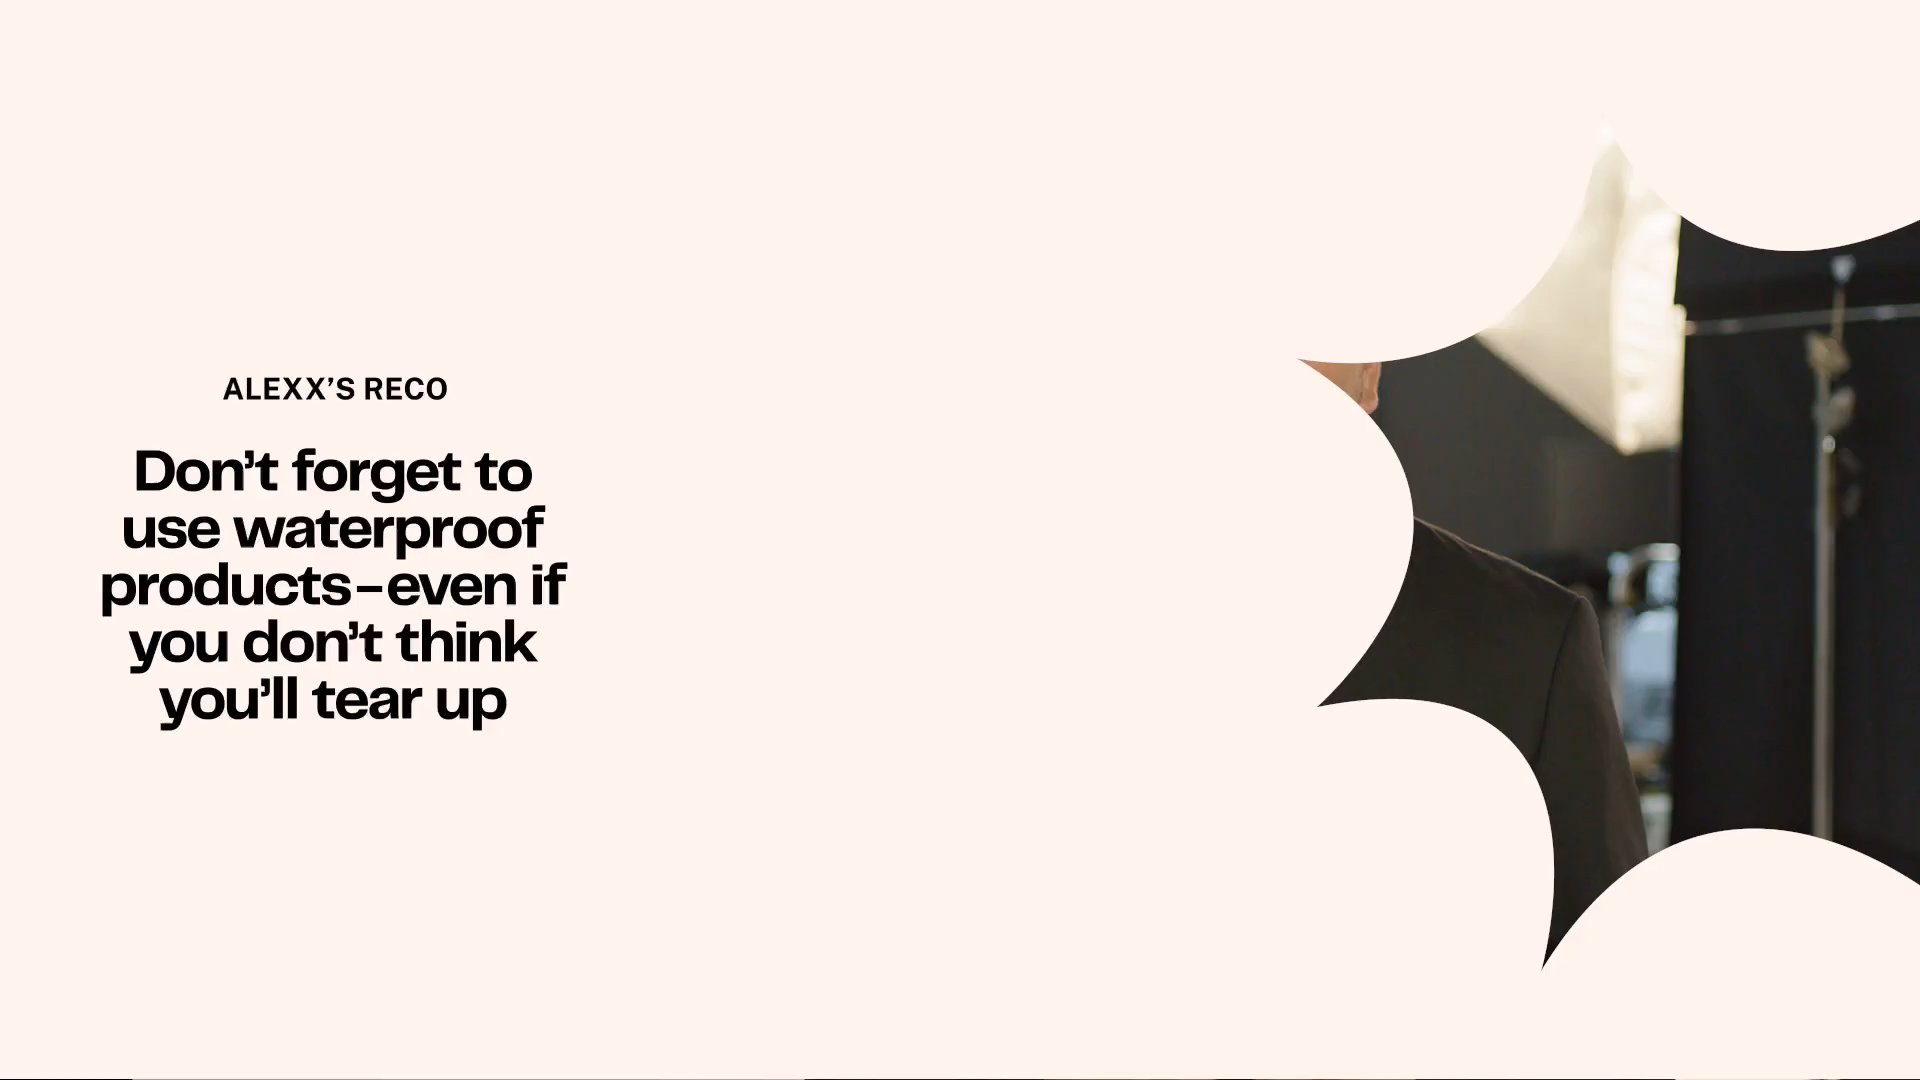 ALEXX’S RECO
Don’t forget to
use waterproof
products–even if
you don’t think
you’ll tear up